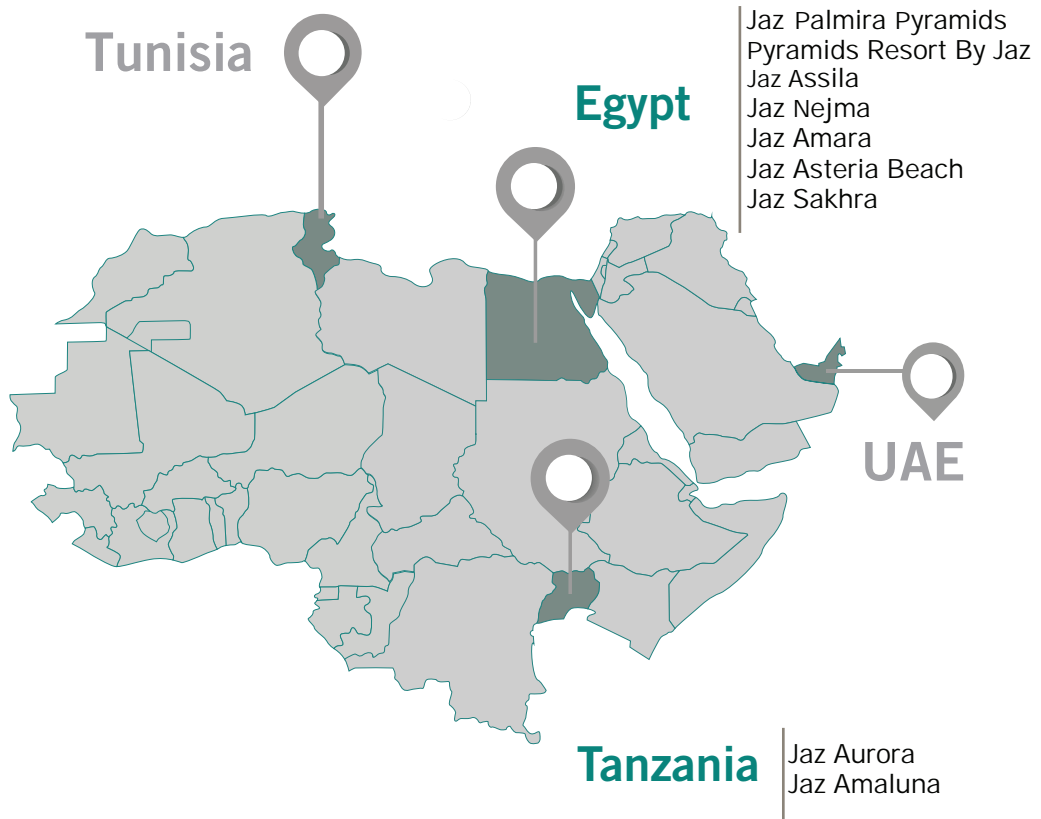 Tunisia
Egypt
Jaz Palmira Pyramids
Pyramids Resort By Jaz
Jaz Assila
Jaz Nejma
Jaz Amara
Jaz Asteria Beach
Jaz Sakhra
UAE
Tanzania
Jaz Aurora
Jaz Amaluna